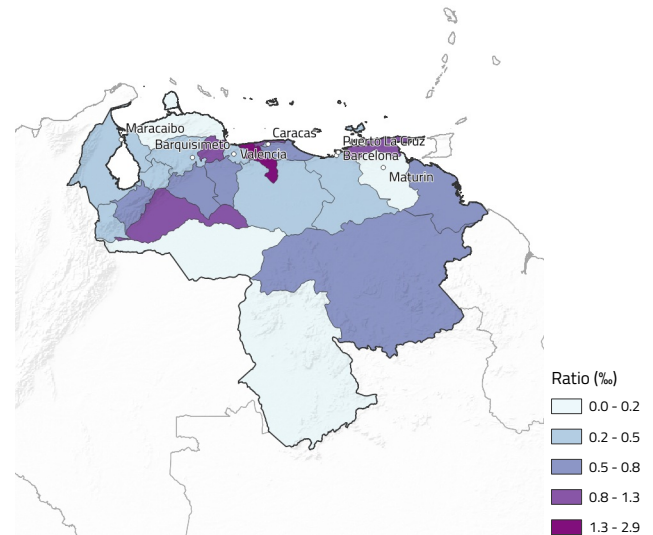 Maracaibo
Caracas
Puerto La Cruz
Barquisimeto
Valencia
Barcelona
Maturin
Ratio (‰)
0.0 - 0.2
0.2 - 0.5
0.5 - 0.8
0.8 - 1.3
1.3 - 2.9